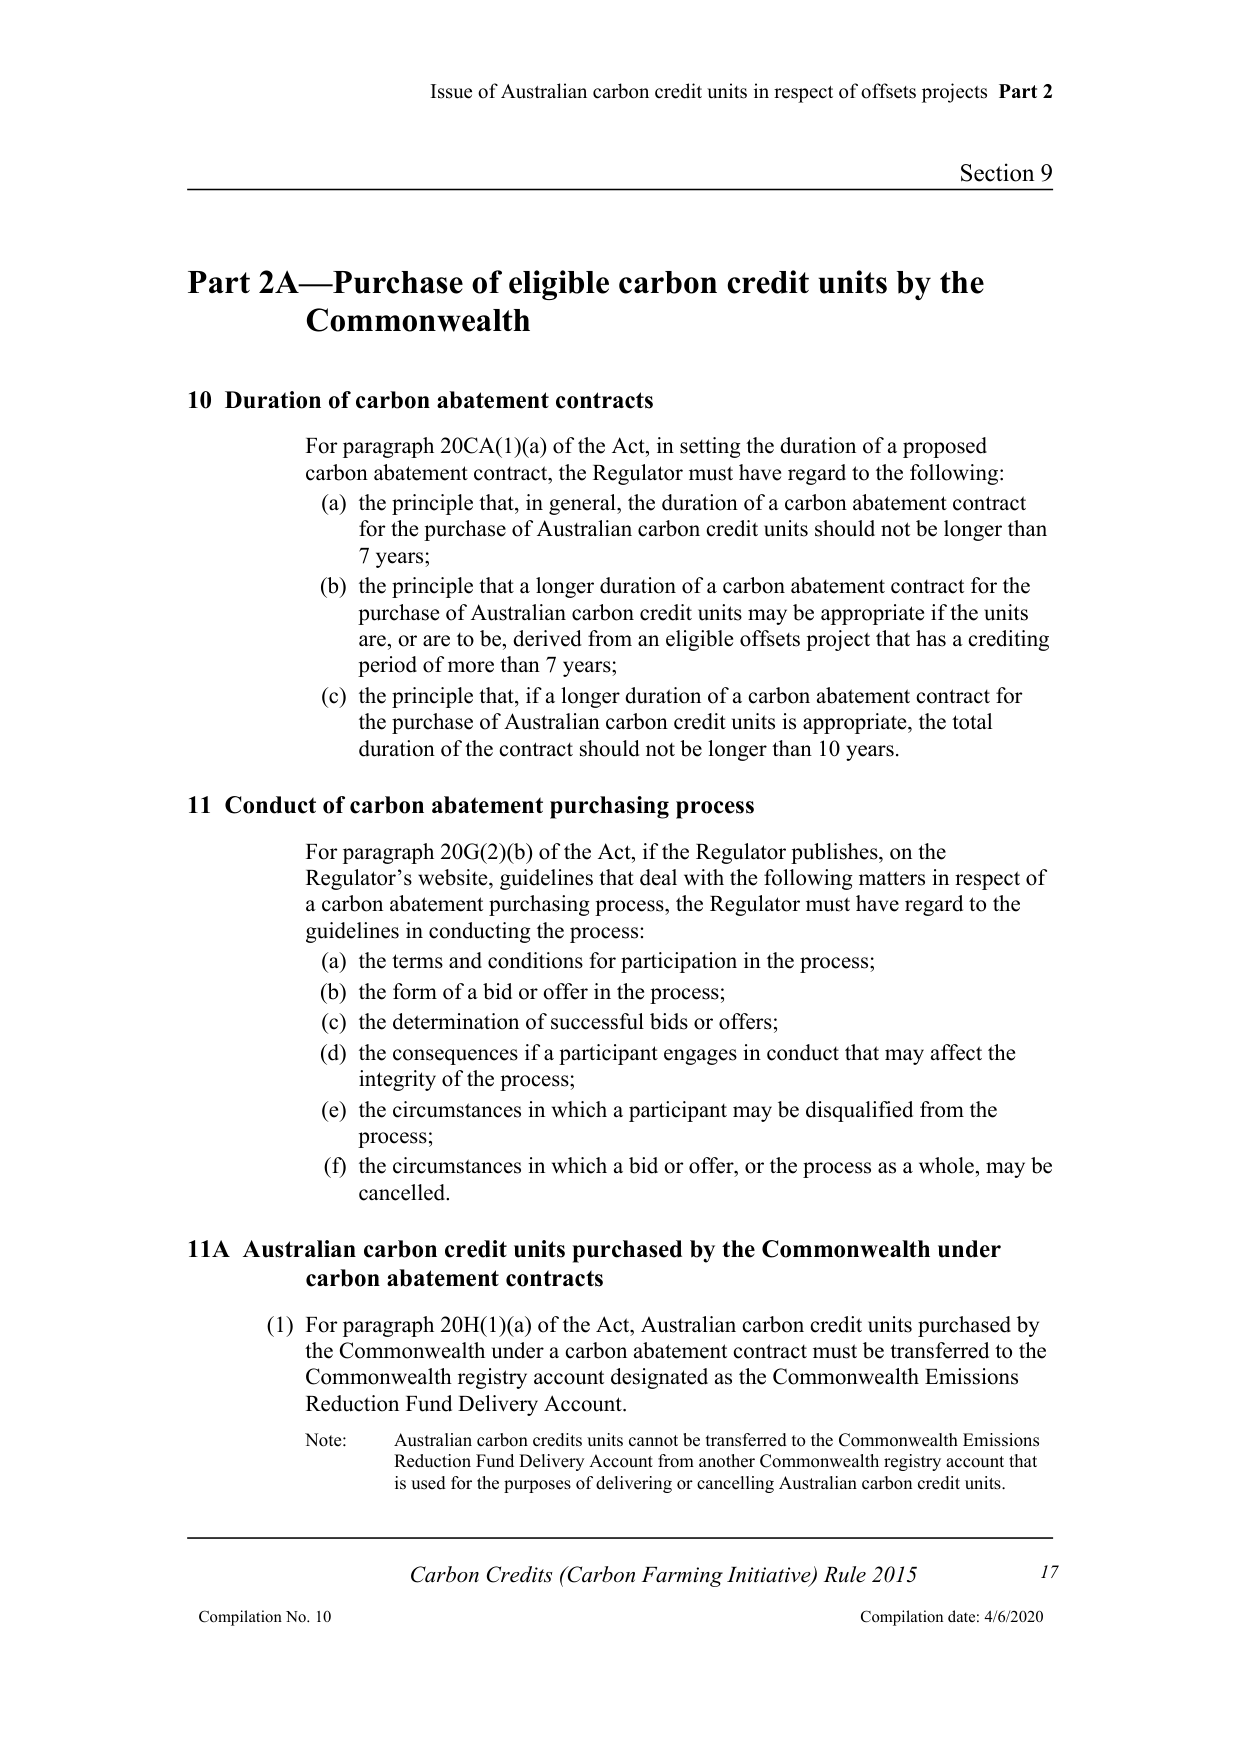 Issue of Australian carbon credit units in respect of offsets projects Part 2
Section 9
Part 2A—Purchase of eligible carbon credit units by the
Commonwealth
10 Duration of carbon abatement contracts
For paragraph 20CA(1)(a) of the Act, in setting the duration of a proposed
carbon abatement contract, the Regulator must have regard to the following:
(a) the principle that, in general, the duration of a carbon abatement contract
for the purchase of Australian carbon credit units should not be longer than
7 years;
(b) the principle that a longer duration of a carbon abatement contract for the
purchase of Australian carbon credit units may be appropriate if the units
are, or are to be, derived from an eligible offsets project that has a crediting
period of more than 7 years;
(c) the principle that, if a longer duration of a carbon abatement contract for
the purchase of Australian carbon credit units is appropriate, the total
duration of the contract should not be longer than 10 years.
11 Conduct of carbon abatement purchasing process
For paragraph 20G(2)(b) of the Act, if the Regulator publishes, on the
Regulator’s website, guidelines that deal with the following matters in respect of
a carbon abatement purchasing process, the Regulator must have regard to the
guidelines in conducting the process:
(a) the terms and conditions for participation in the process;
(b) the form of a bid or offer in the process;
(c) the determination of successful bids or offers;
(d) the consequences if a participant engages in conduct that may affect the
integrity of the process;
(e) the circumstances in which a participant may be disqualified from the
process;
(f) the circumstances in which a bid or offer, or the process as a whole, may be
cancelled.
11A Australian carbon credit units purchased by the Commonwealth under
carbon abatement contracts
(1) For paragraph 20H(1)(a) of the Act, Australian carbon credit units purchased by
the Commonwealth under a carbon abatement contract must be transferred to the
Commonwealth registry account designated as the Commonwealth Emissions
Reduction Fund Delivery Account.
Note: Australian carbon credits units cannot be transferred to the Commonwealth Emissions
Reduction Fund Delivery Account from another Commonwealth registry account that
is used for the purposes of delivering or cancelling Australian carbon credit units.
Carbon Credits (Carbon Farming Initiative) Rule 2015 17
Compilation No. 10 Compilation date: 4/6/2020